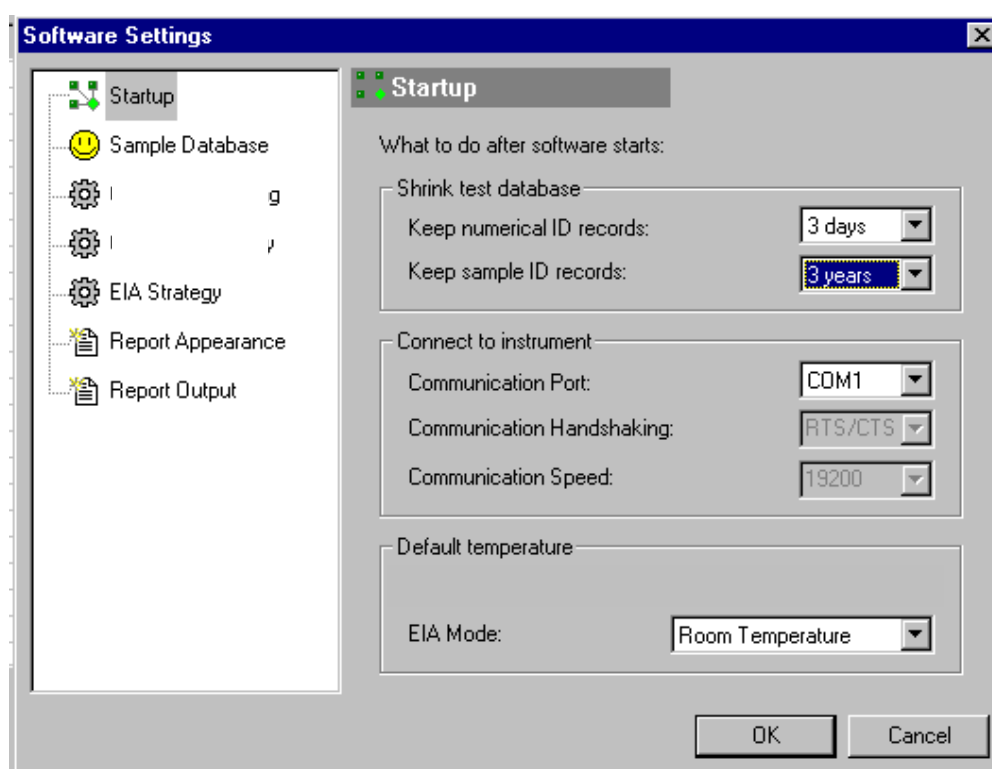 Software Settings
Startup
Sample Database
g
y
EIA Strategy
Report Appearance
Report Output
Startup
What to do after software starts:
Shrink test database
Keep numerical ID records: 3 days
Keep sample ID records: 3 years
Connect to instrument
Communication Port: COM1
Communication Handshaking: RTS/CTS
Communication Speed: 19200
Default temperature
EIA Mode: Room Temperature
OK Cancel